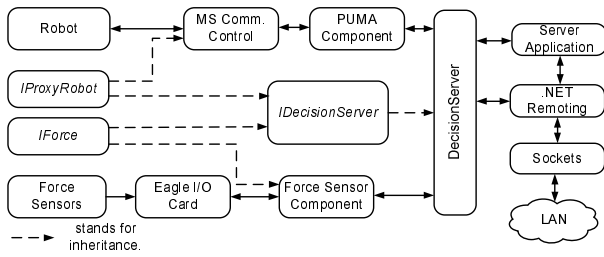 Robot
MS Comm.
Control
PUMA
Component
Server
Application
IProxyRobot
IDecisionServer
DecisionServer
.NET
Remoting
IForce
Sockets
Force
Sensors
Eagle I/O
Card
Force Sensor
Component
LAN
stands for
inheritance.